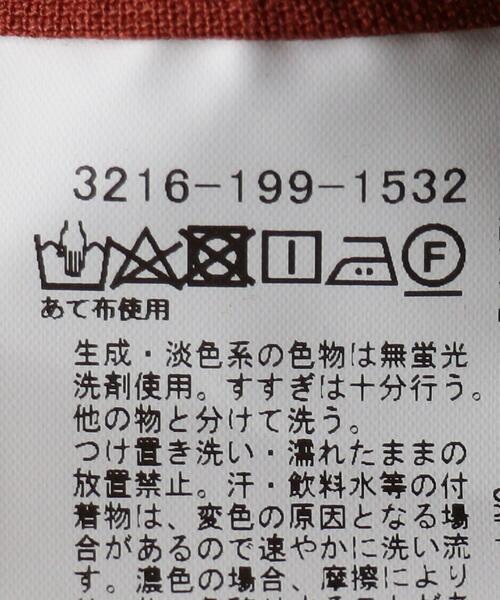 3216-199-1532
F
あて布使用
生成・淡色系の色物は無蛍光
洗剤使用。すすぎは十分行う。
他の物と分けて洗う。
つけ置き洗い・濡れたままの
放置禁止。汗・飲料水等の付
着物は、変色の原因となる場
合があるので速やかに洗い流
す。濃色の場合、摩擦により